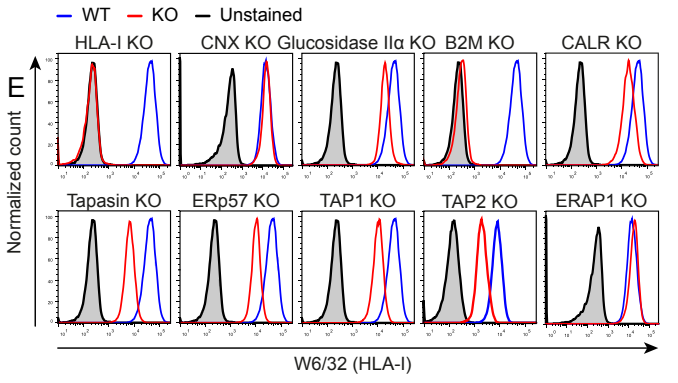 WT KO Unstained
HLA-I KO CNX KO Glucosidase IIα KO B2M KO CALR KO
E
Normalized count
Tapasin KO ERp57 KO TAP1 KO TAP2 KO ERAP1 KO
W6/32 (HLA-I)